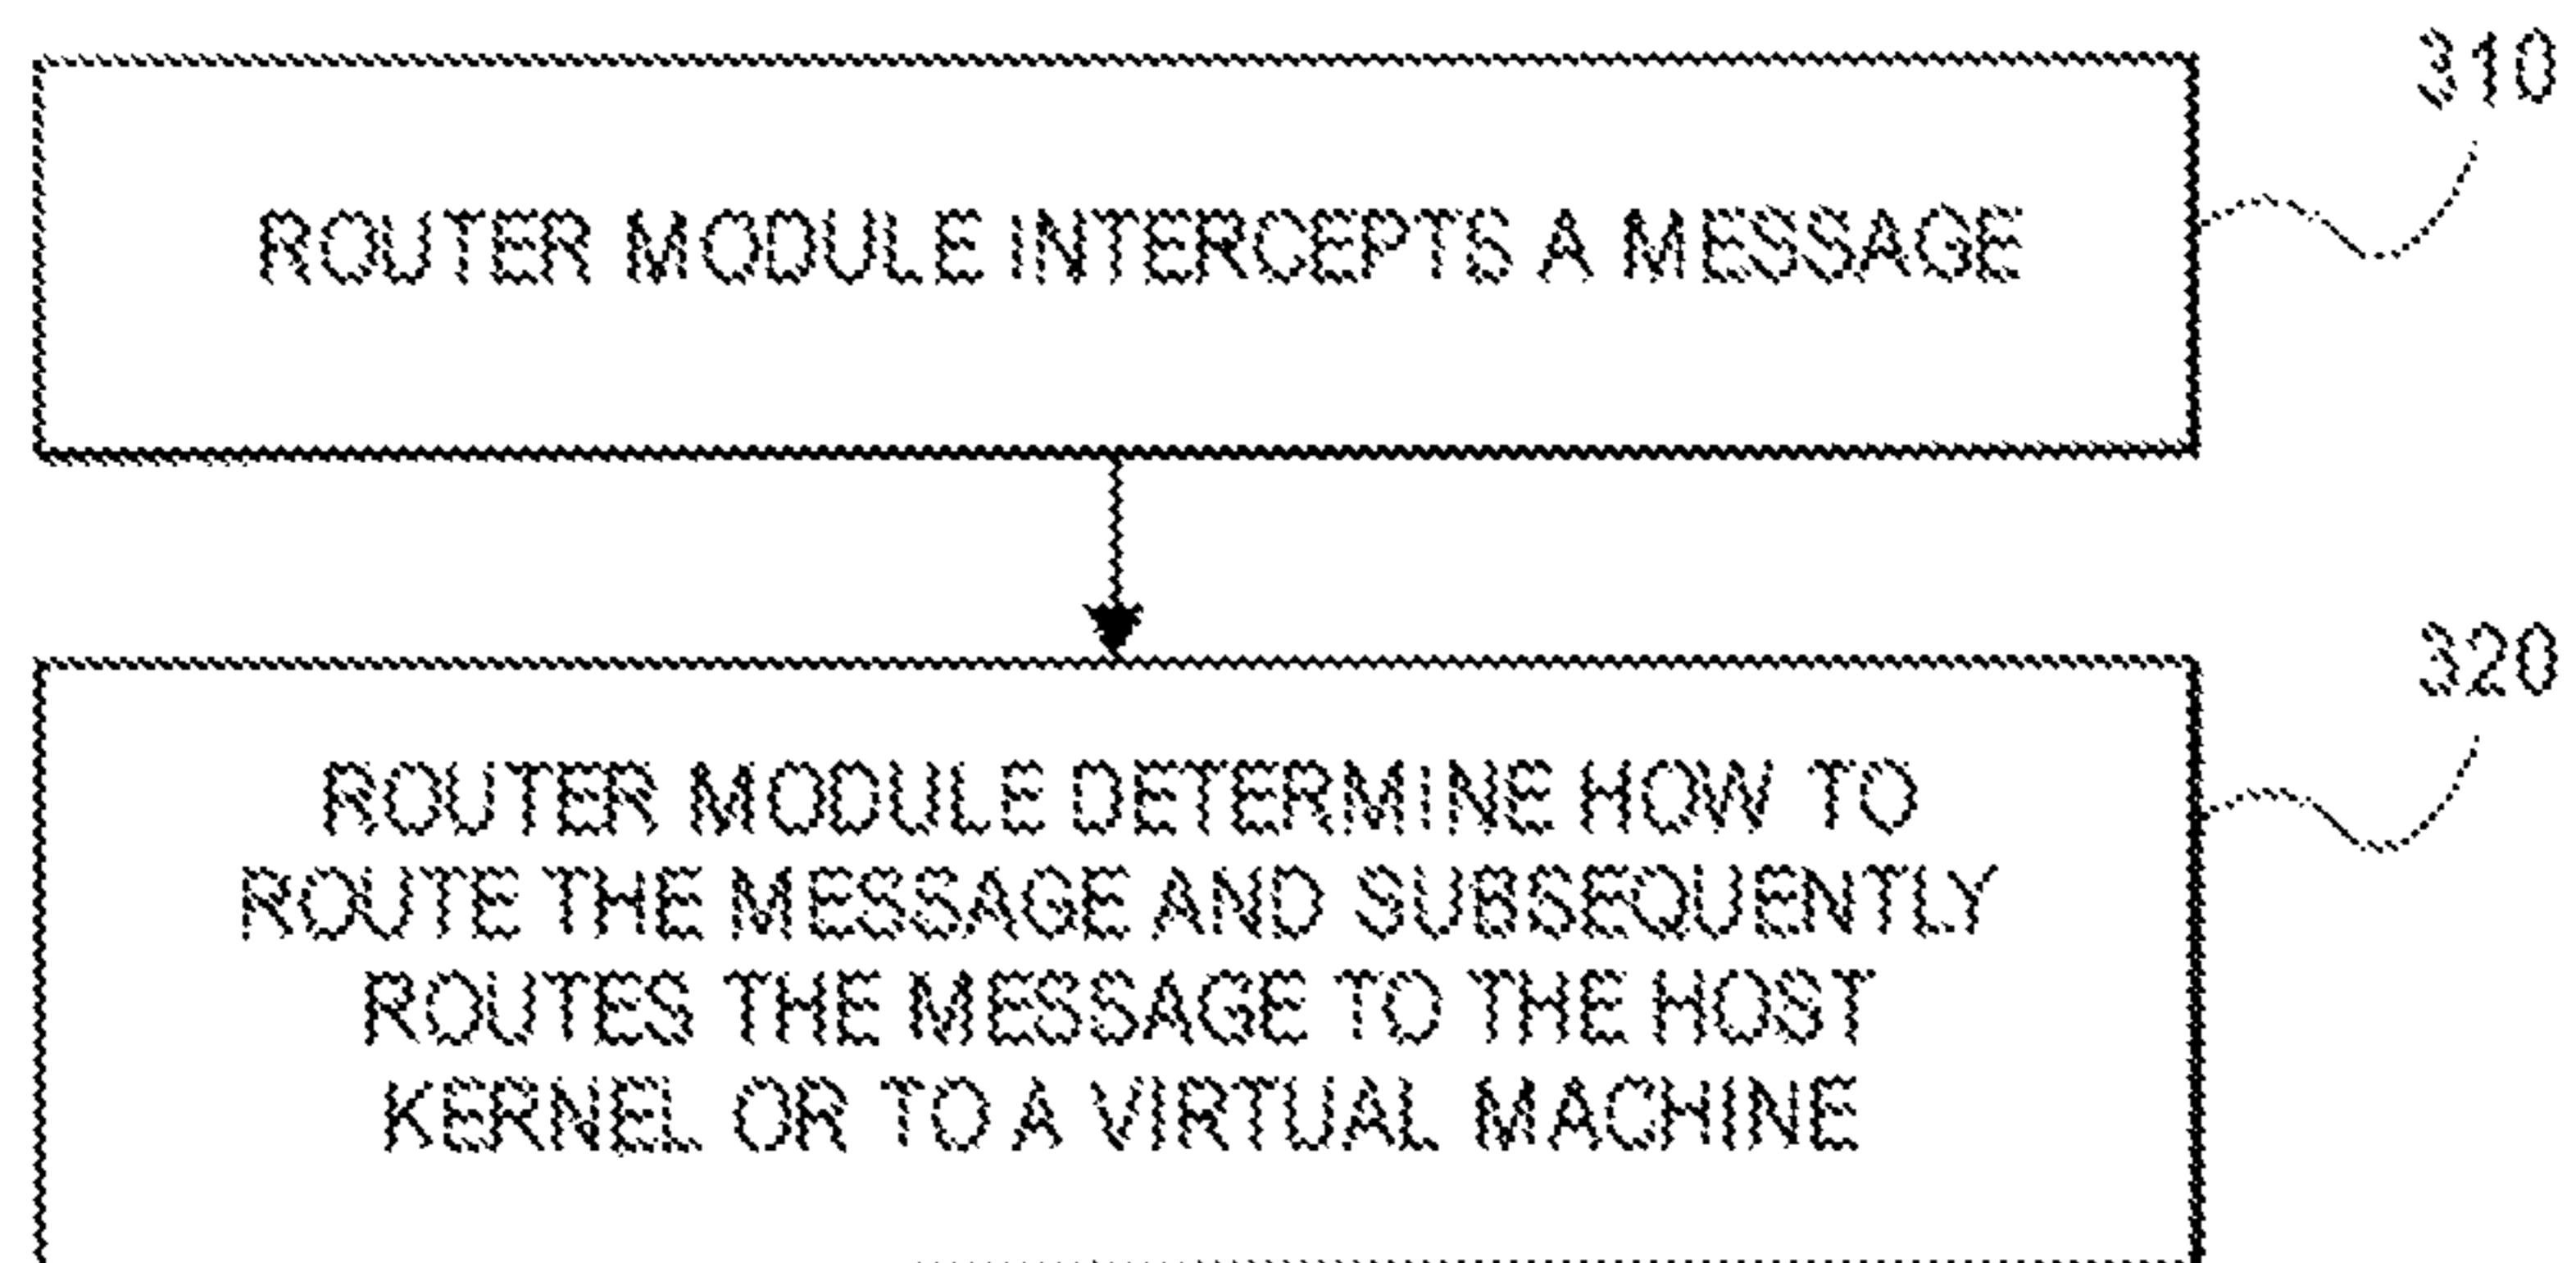 310
ROUTER MODULE INTERCEPTS A MESSAGE
320
ROUTER MODULE DETERMINE HOW TO
ROUTE THE MESSAGE AND SUBSEQUENTLY
ROUTES THE MESSAGE TO THE HOST
KERNEL OR TO A VIRTUAL MACHINE